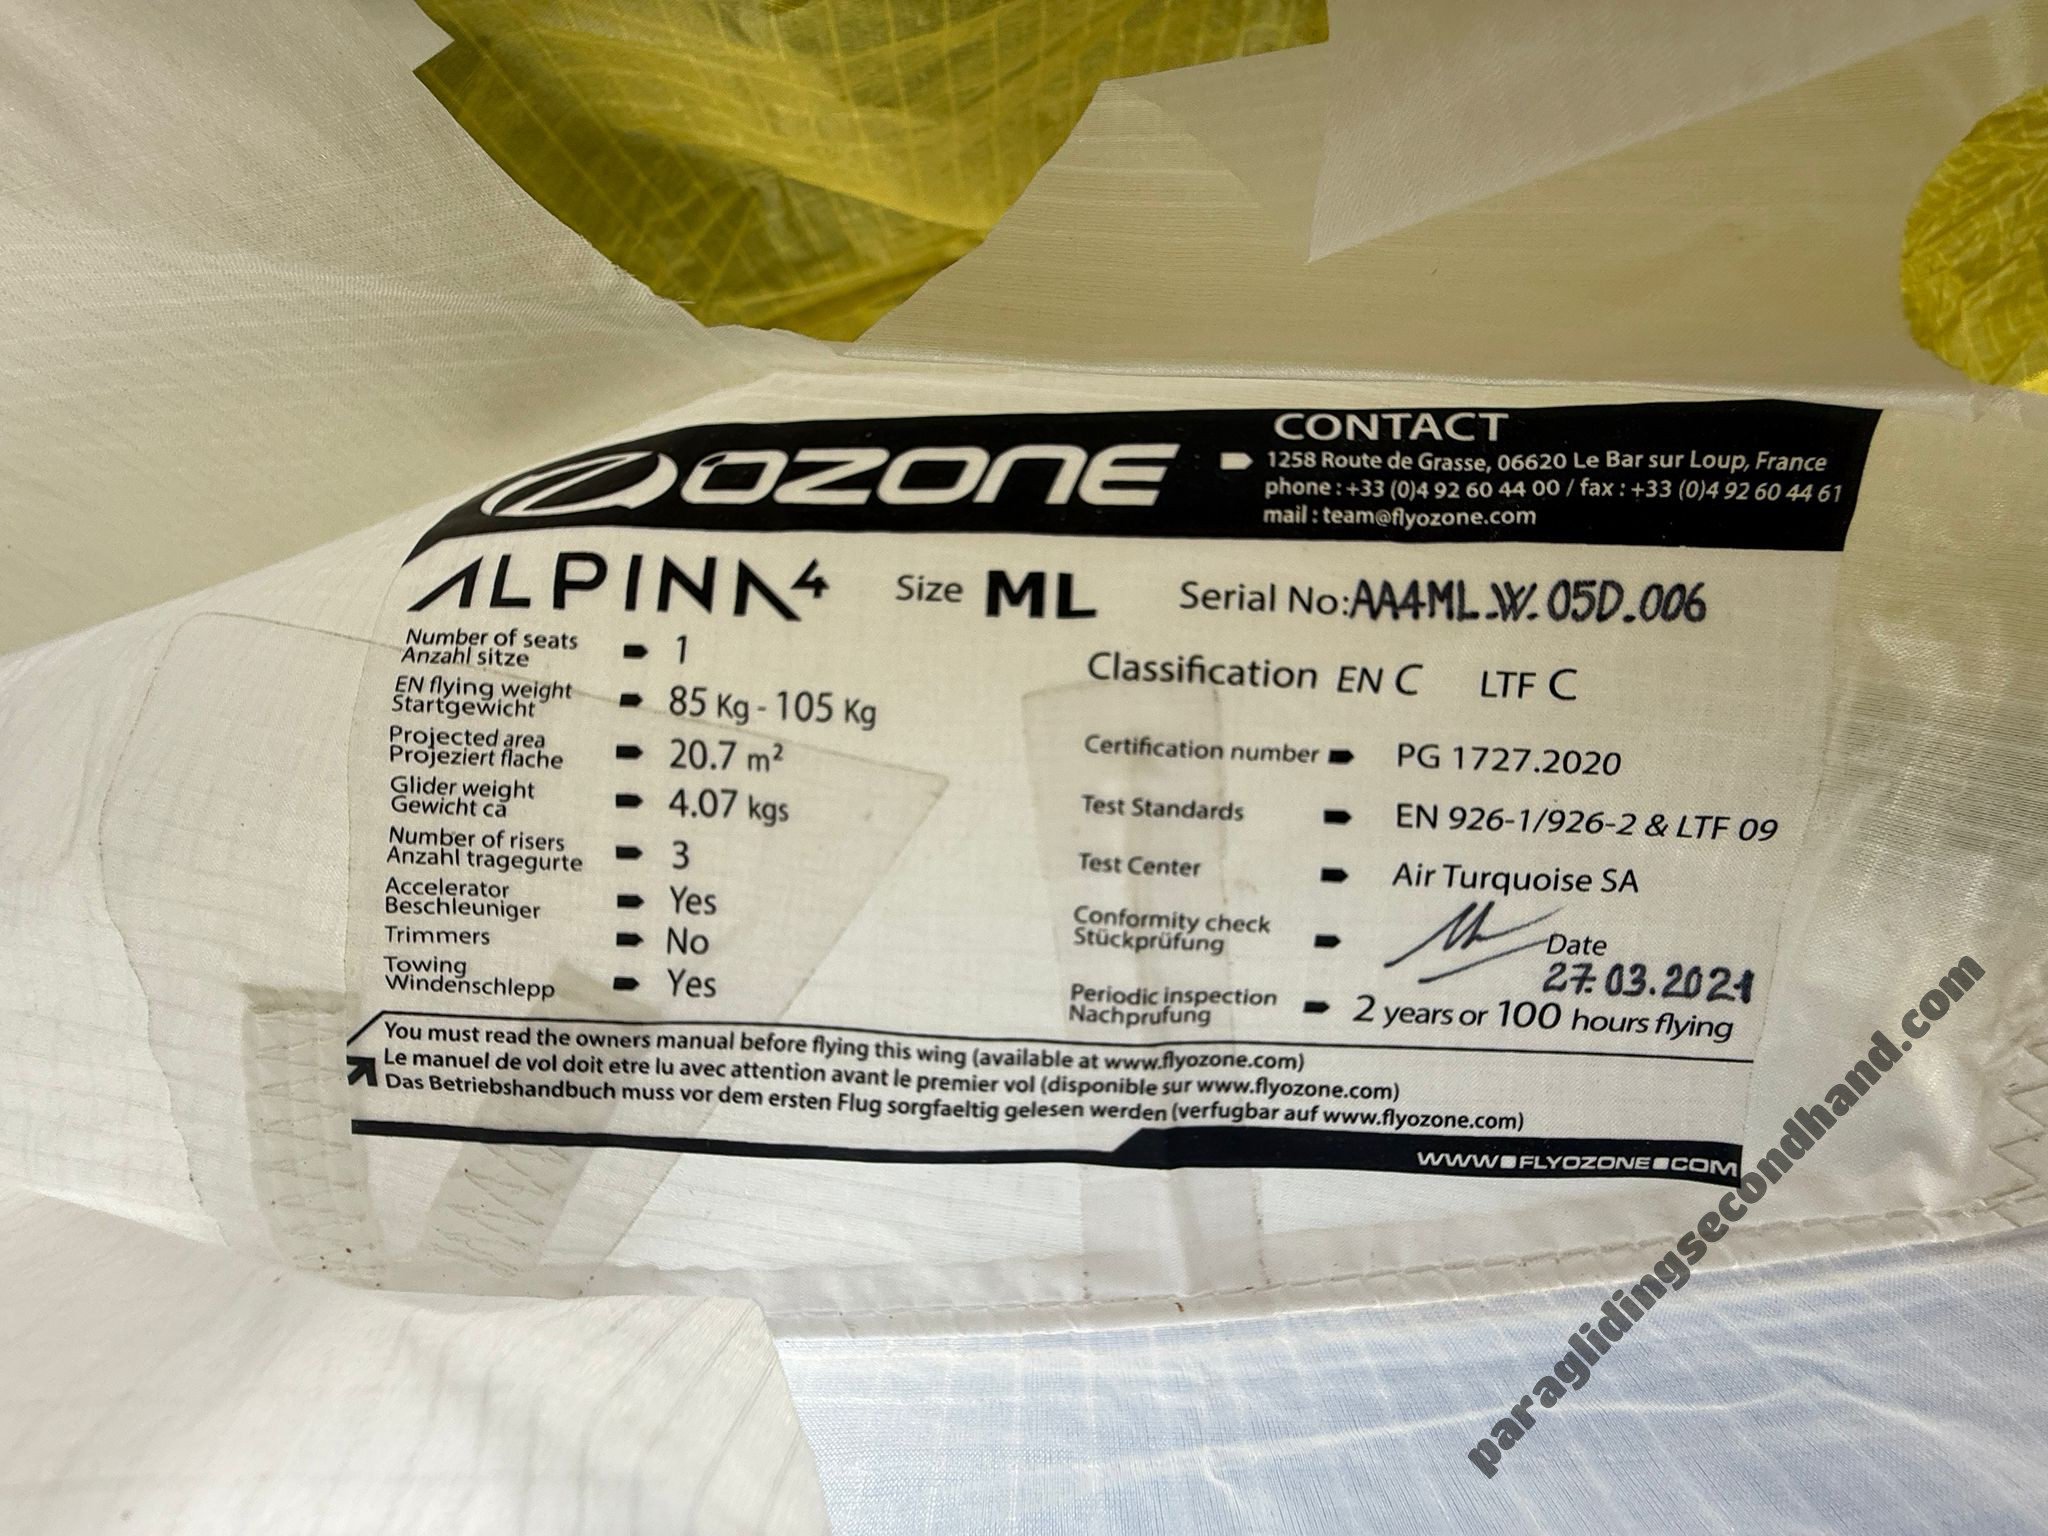 OZONE
CONTACT
1258 Route de Grasse, 06620 Le Bar sur Loup, France
phone : +33 (0)4 92 60 44 00 / fax : +33 (0)4 92 60 44 61
mail : team@flyozone.com
ALPINA4 Size ML Serial No: AA4ML_W_05D_006
Number of seats
Anzahl sitze 1
EN flying weight
Startgewicht 85 Kg - 105 Kg
Projected area
Projeziert flache 20.7 m²
Glider weight
Gewicht ca 4.07 kgs
Number of risers
Anzahl tragegurte 3
Accelerator
Beschleuniger Yes
Trimmers No
Towing
Windenschlepp Yes
Classification EN C LTF C
Certification number PG 1727.2020
Test Standards EN 926-1/926-2 & LTF 09
Test Center Air Turquoise SA
Conformity check
Stückprüfung Date
27.03.2021
Periodic inspection
Nachprufung 2 years or 100 hours flying
You must read the owners manual before flying this wing (available at www.flyozone.com)
Le manuel de vol doit etre lu avec attention avant le premier vol (disponible sur www.flyozone.com)
Das Betriebshandbuch muss vor dem ersten Flug sorgfaeltig gelesen werden (verfugbar auf www.flyozone.com)
WWW.FLYOZONE.COM
paraglidingsecondhand.com